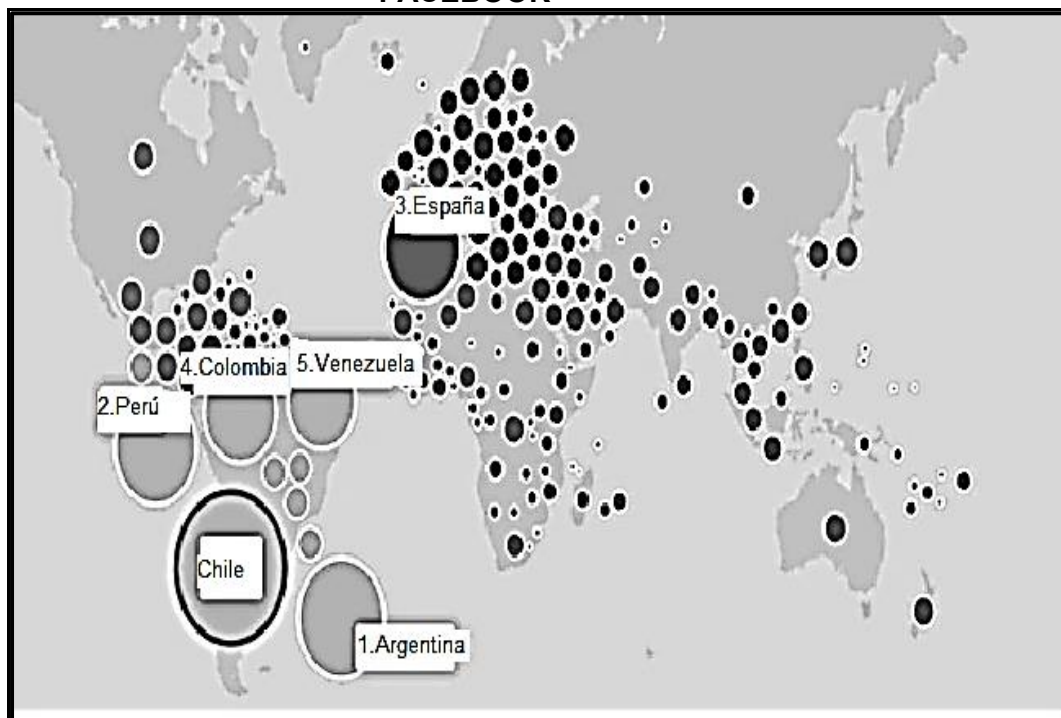 FACEBOOK
3.España
4.Colombia
5.Venezuela
2.Perú
Chile
1.Argentina